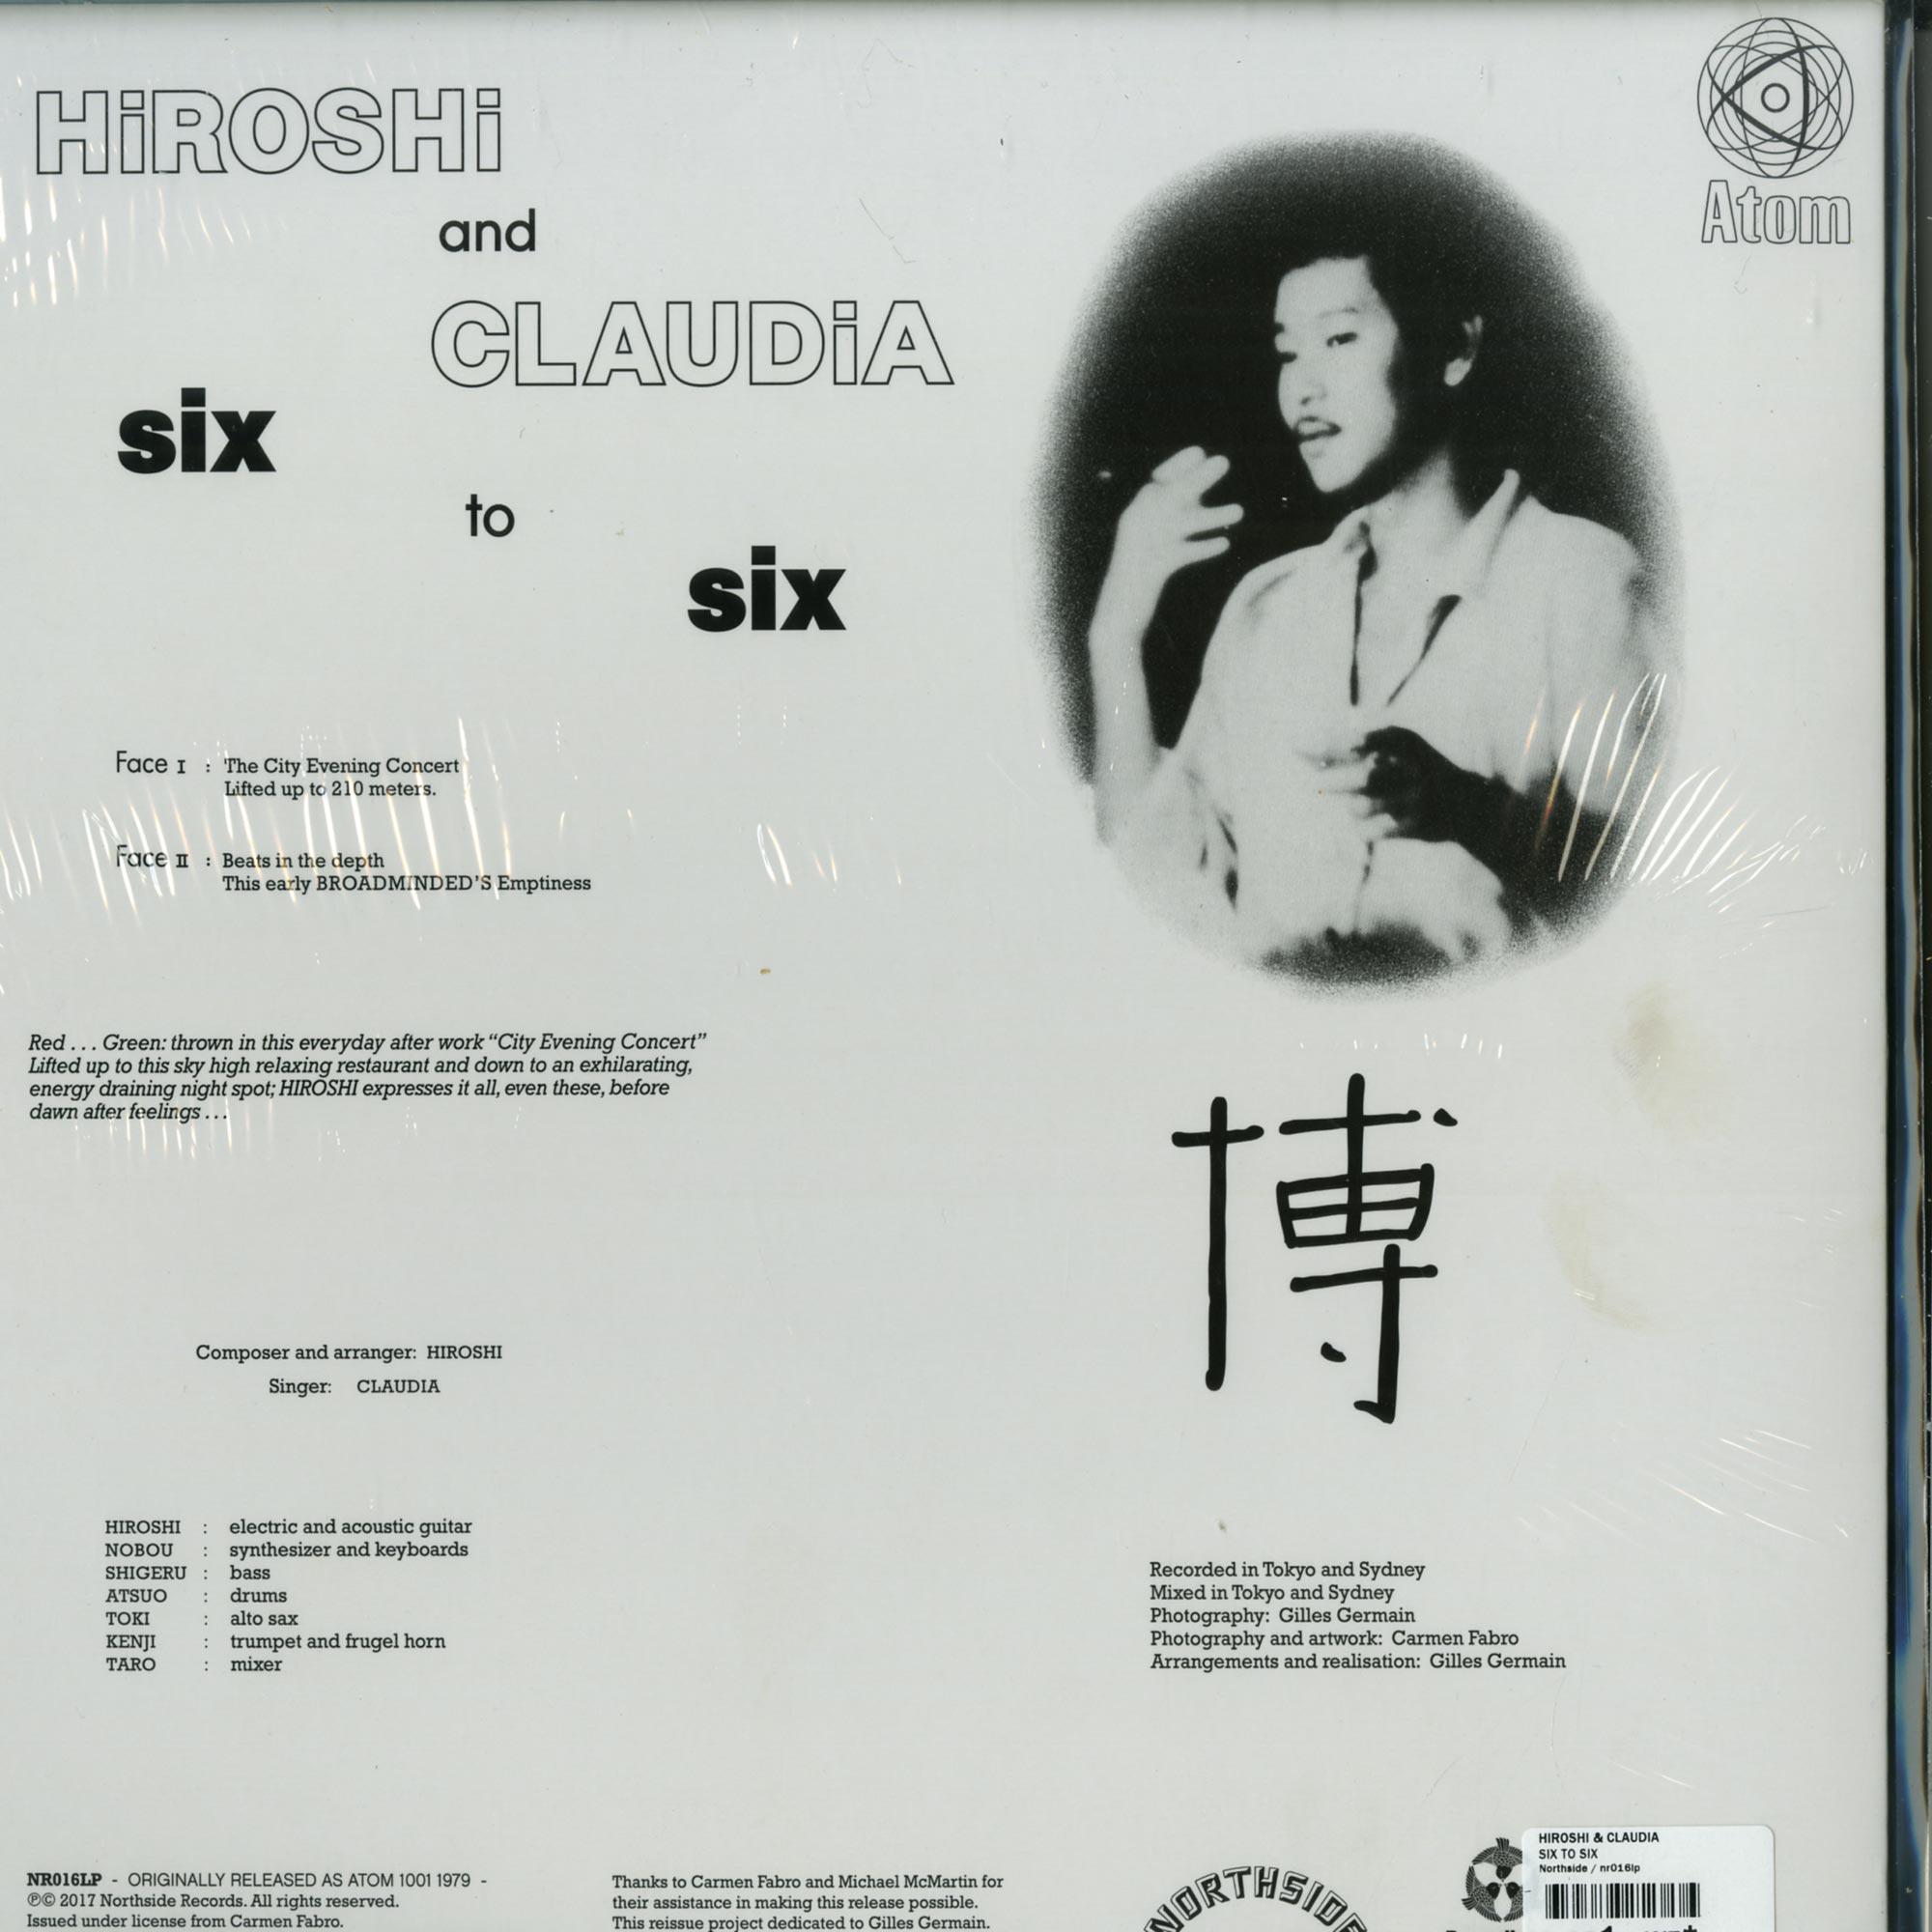 HiROSHi
and
CLAUDiA
six
to
six
Atom
Face I : The City Evening Concert
Lifted up to 210 meters.
Face II : Beats in the depth
This early BROADMINDED'S Emptiness
Red . . . Green: thrown in this everyday after work "City Evening Concert"
Lifted up to this sky high relaxing restaurant and down to an exhilarating,
energy draining night spot; HIROSHI expresses it all, even these, before
dawn after feelings . . .
博
Composer and arranger: HIROSHI
Singer: CLAUDIA
HIROSHI : electric and acoustic guitar
NOBOU : synthesizer and keyboards
SHIGERU : bass
ATSUO : drums
TOKI : alto sax
KENJI : trumpet and frugel horn
TARO : mixer
Recorded in Tokyo and Sydney
Mixed in Tokyo and Sydney
Photography: Gilles Germain
Photography and artwork: Carmen Fabro
Arrangements and realisation: Gilles Germain
NR016LP - ORIGINALLY RELEASED AS ATOM 1001 1979 -
℗© 2017 Northside Records. All rights reserved.
Issued under license from Carmen Fabro.
Thanks to Carmen Fabro and Michael McMartin for
their assistance in making this release possible.
This reissue project dedicated to Gilles Germain.
NORTHSIDE
HIROSHI & CLAUDIA
SIX TO SIX
Northside / nr016lp